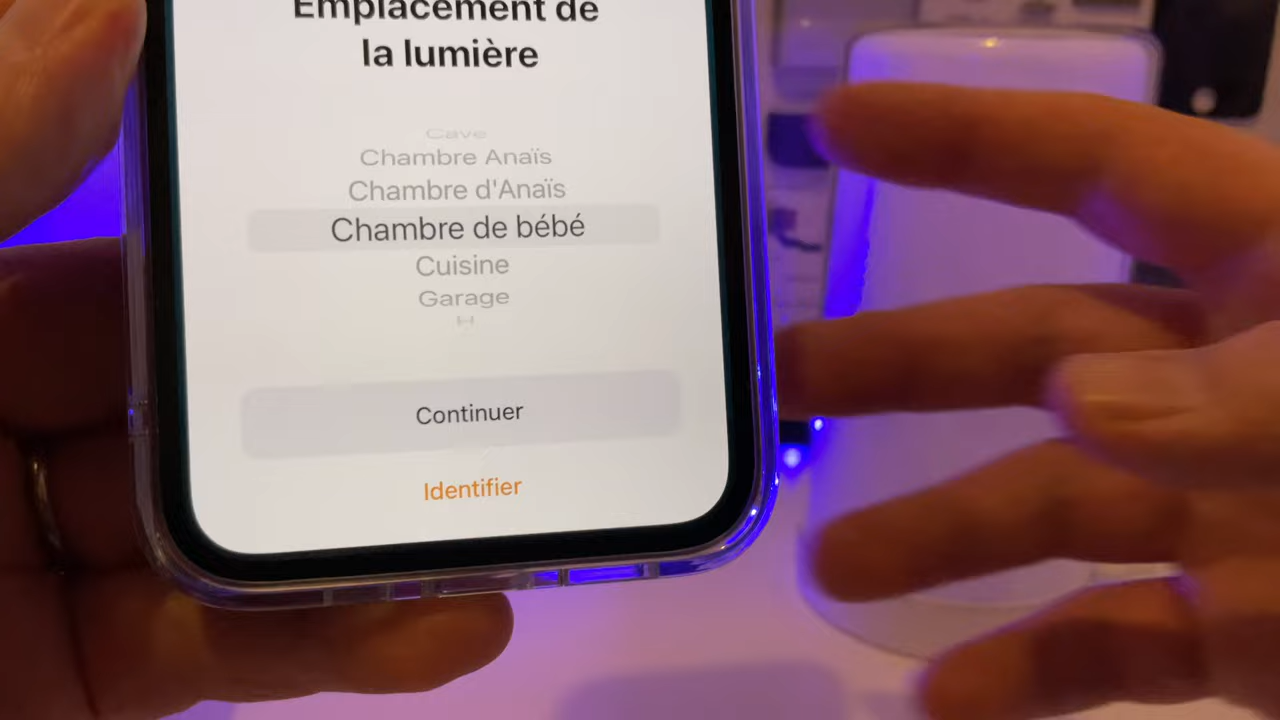 Emplacement de
la lumière
Cave
Chambre Anaïs
Chambre d'Anaïs
Chambre de bébé
Cuisine
Garage
Continuer
Identifier